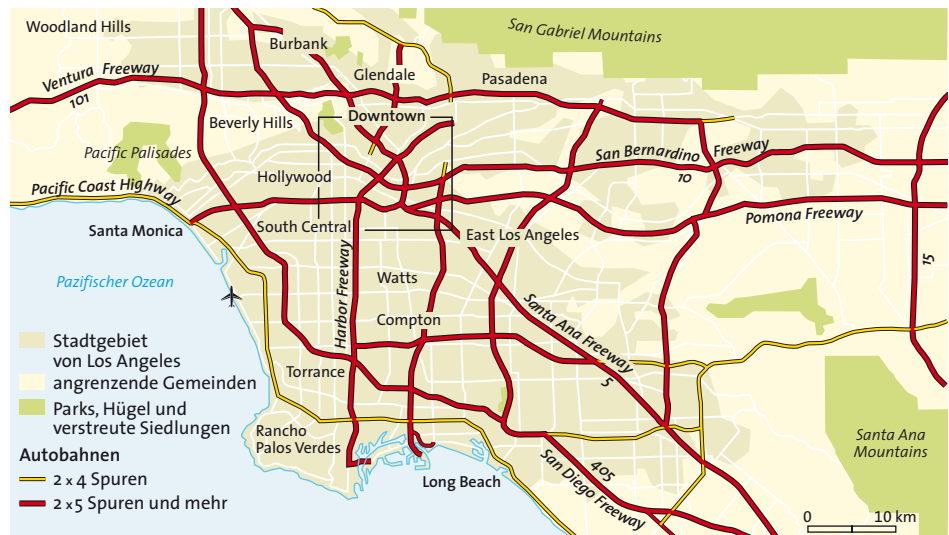 Woodland Hills
Burbank
San Gabriel Mountains
Ventura Freeway
101
Glendale
Pasadena
Beverly Hills
Downtown
Pacific Palisades
San Bernardino Freeway
10
Hollywood
Pacific Coast Highway
Pomona Freeway
Santa Monica
South Central
East Los Angeles
15
Pazifischer Ozean
Harbor Freeway
Watts
Santa Ana Freeway
5
Compton
Torrance
Rancho
Palos Verdes
Santa Ana
Mountains
Long Beach
405
San Diego Freeway
Stadtgebiet
von Los Angeles
angrenzende Gemeinden
Parks, Hügel und
verstreute Siedlungen
Autobahnen
2 x 4 Spuren
2 x 5 Spuren und mehr
0 10 km